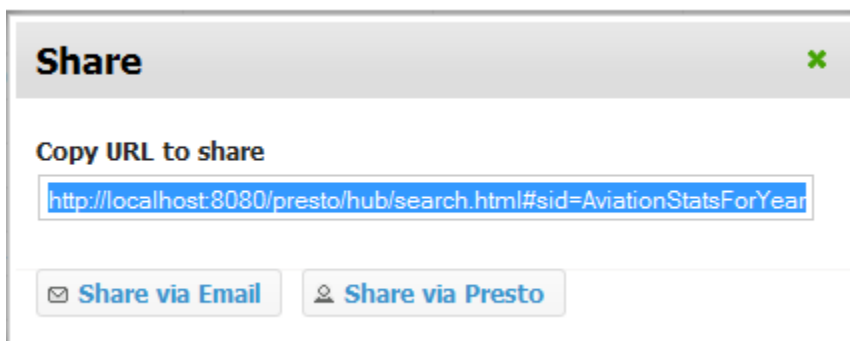 Share
Copy URL to share
http://localhost:8080/presto/hub/search.html#sid=AviationStatsForYear
Share via Email
Share via Presto